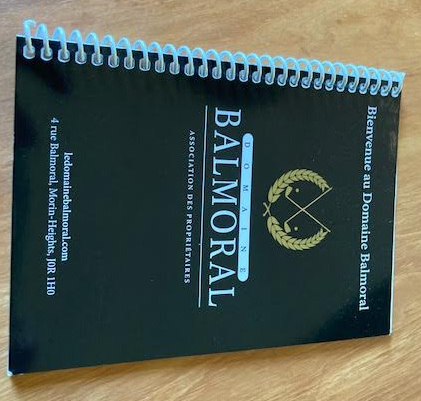 Bienvenue au Domaine Balmoral
DOMAINE
BALMORAL
ASSOCIATION DES PROPRIÉTAIRES
ledomainebalmoral.com
4 rue Balmoral, Morin-Heights, J0R 1H0